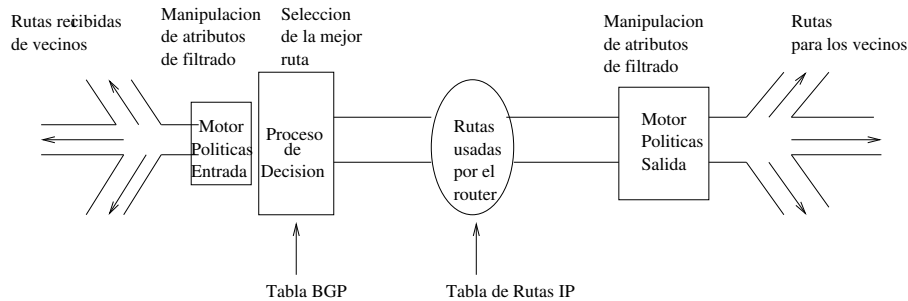 Rutas recibidas
de vecinos
Manipulacion
de atributos
de filtrado
Seleccion
de la mejor
ruta
Manipulacion
de atributos
de filtrado
Rutas
para los vecinos
Motor
Politicas
Entrada
Proceso
de
Decision
Rutas
usadas
por el
router
Motor
Politicas
Salida
Tabla BGP
Tabla de Rutas IP